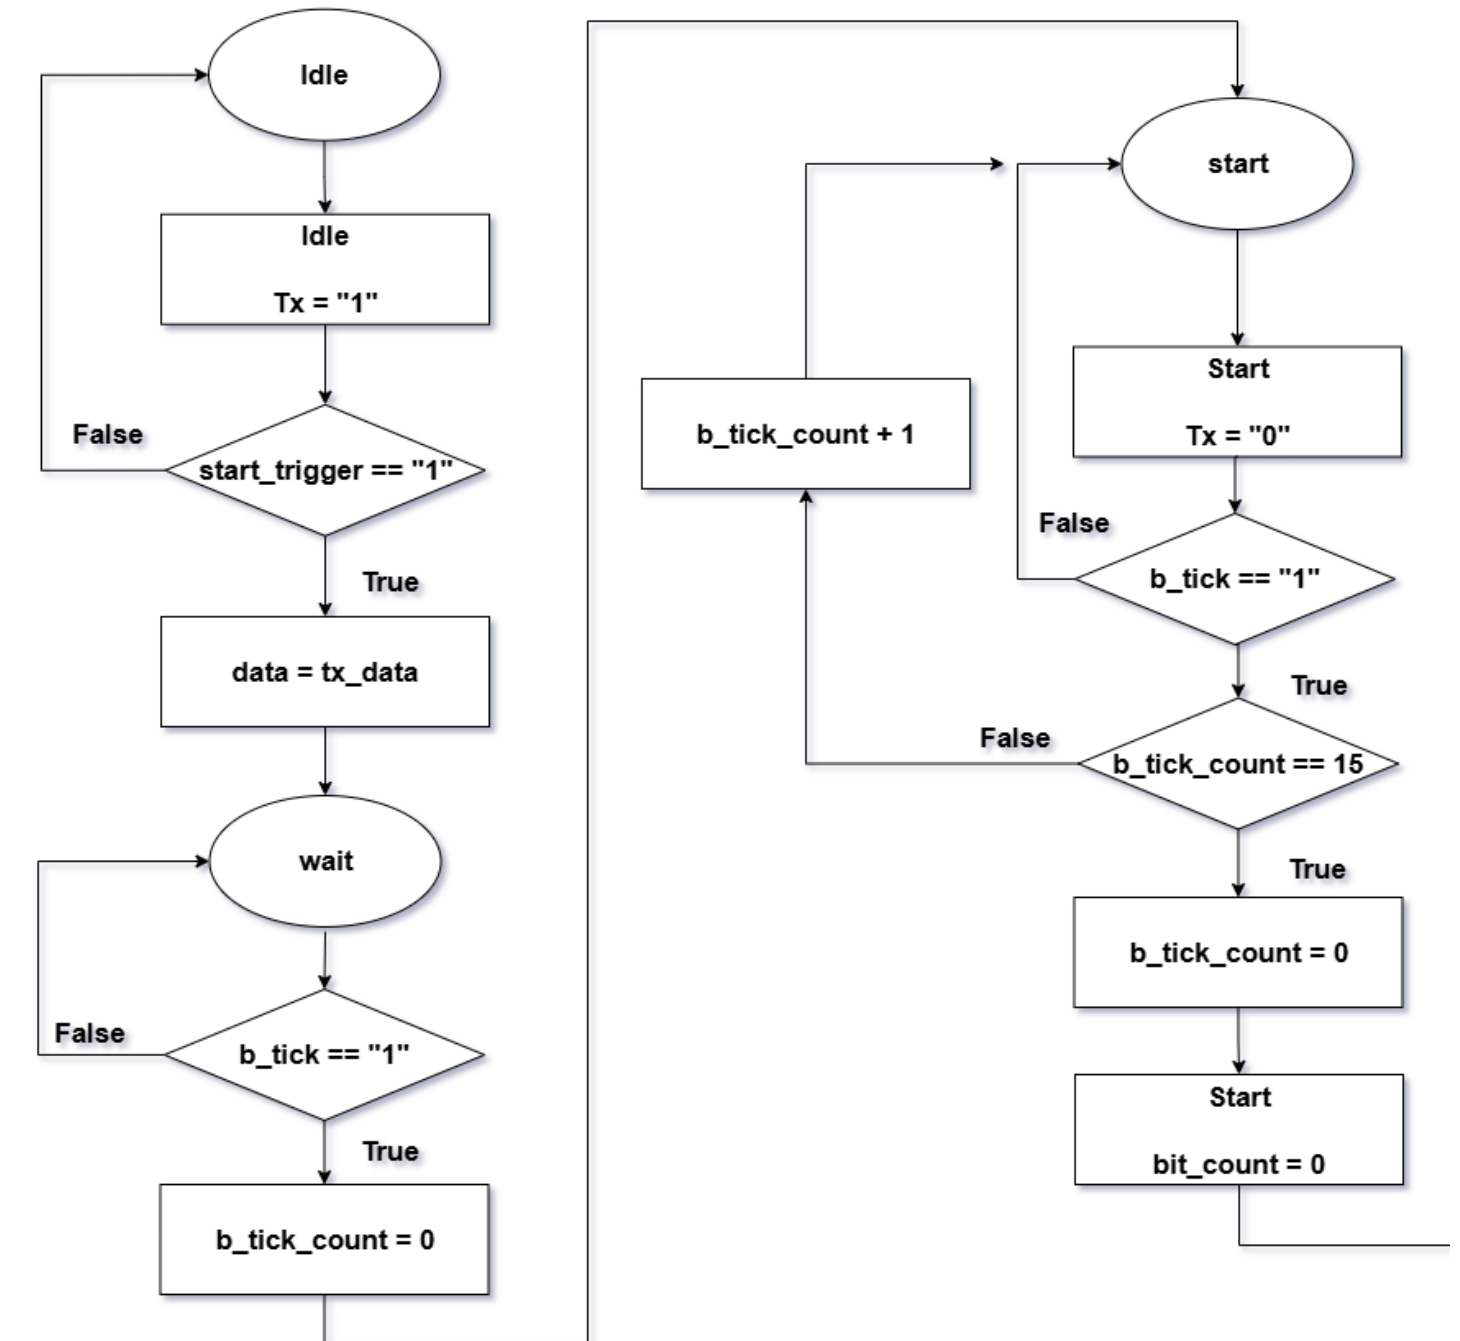 Idle
Idle
Tx = "1"
False
start_trigger == "1"
True
data = tx_data
wait
False
b_tick == "1"
True
b_tick_count = 0
start
Start
Tx = "0"
b_tick_count + 1
False
b_tick == "1"
True
False
b_tick_count == 15
True
b_tick_count = 0
Start
bit_count = 0